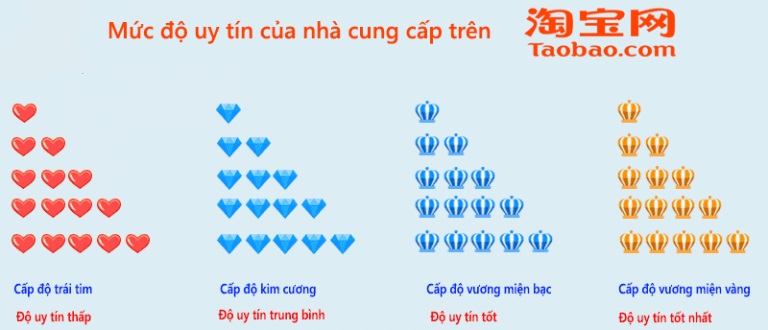 Mức độ uy tín của nhà cung cấp trên
淘宝网
Taobao.com
Cấp độ trái tim
Cấp độ kim cương
Cấp độ vương miện bạc
Cấp độ vương miện vàng
Độ uy tín thấp
Độ uy tín trung bình
Độ uy tín tốt
Độ uy tín tốt nhất